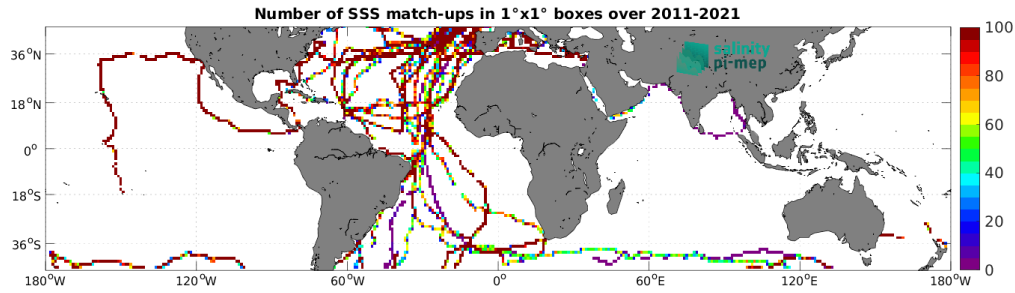 Number of SSS match-ups in 1°x1° boxes over 2011-2021
salinity
pi-mep
36°N
18°N
0°
18°S
36°S
180°W
120°W
60°W
0°
60°E
120°E
180°W
100
80
60
40
20
0